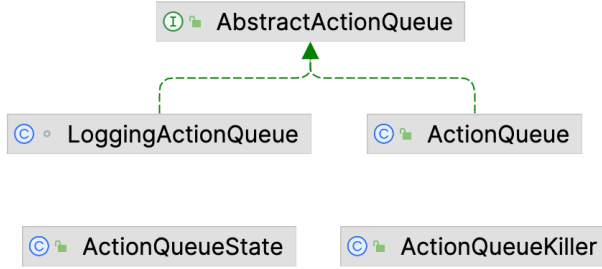 I AbstractActionQueue
C LoggingActionQueue C ActionQueue
C ActionQueueState C ActionQueueKiller